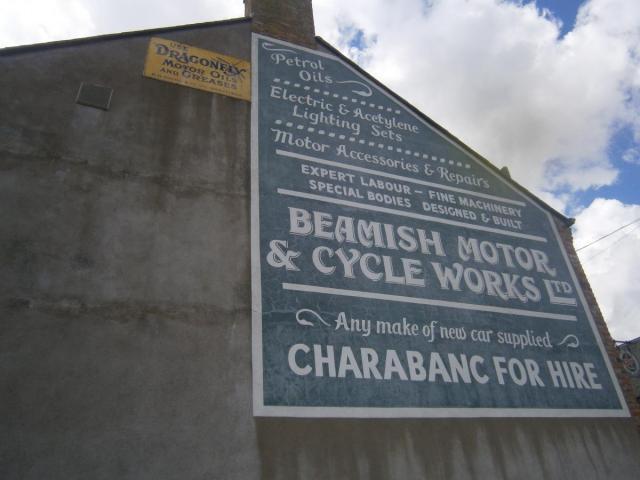 USE
DRAGONFLY
MOTOR OILS
AND GREASES
Petrol
Oils
Electric & Acetylene
Lighting Sets
Motor Accessories & Repairs
EXPERT LABOUR – FINE MACHINERY
SPECIAL BODIES DESIGNED & BUILT
BEAMISH MOTOR
& CYCLE WORKS LTD
Any make of new car supplied
CHARABANC FOR HIRE